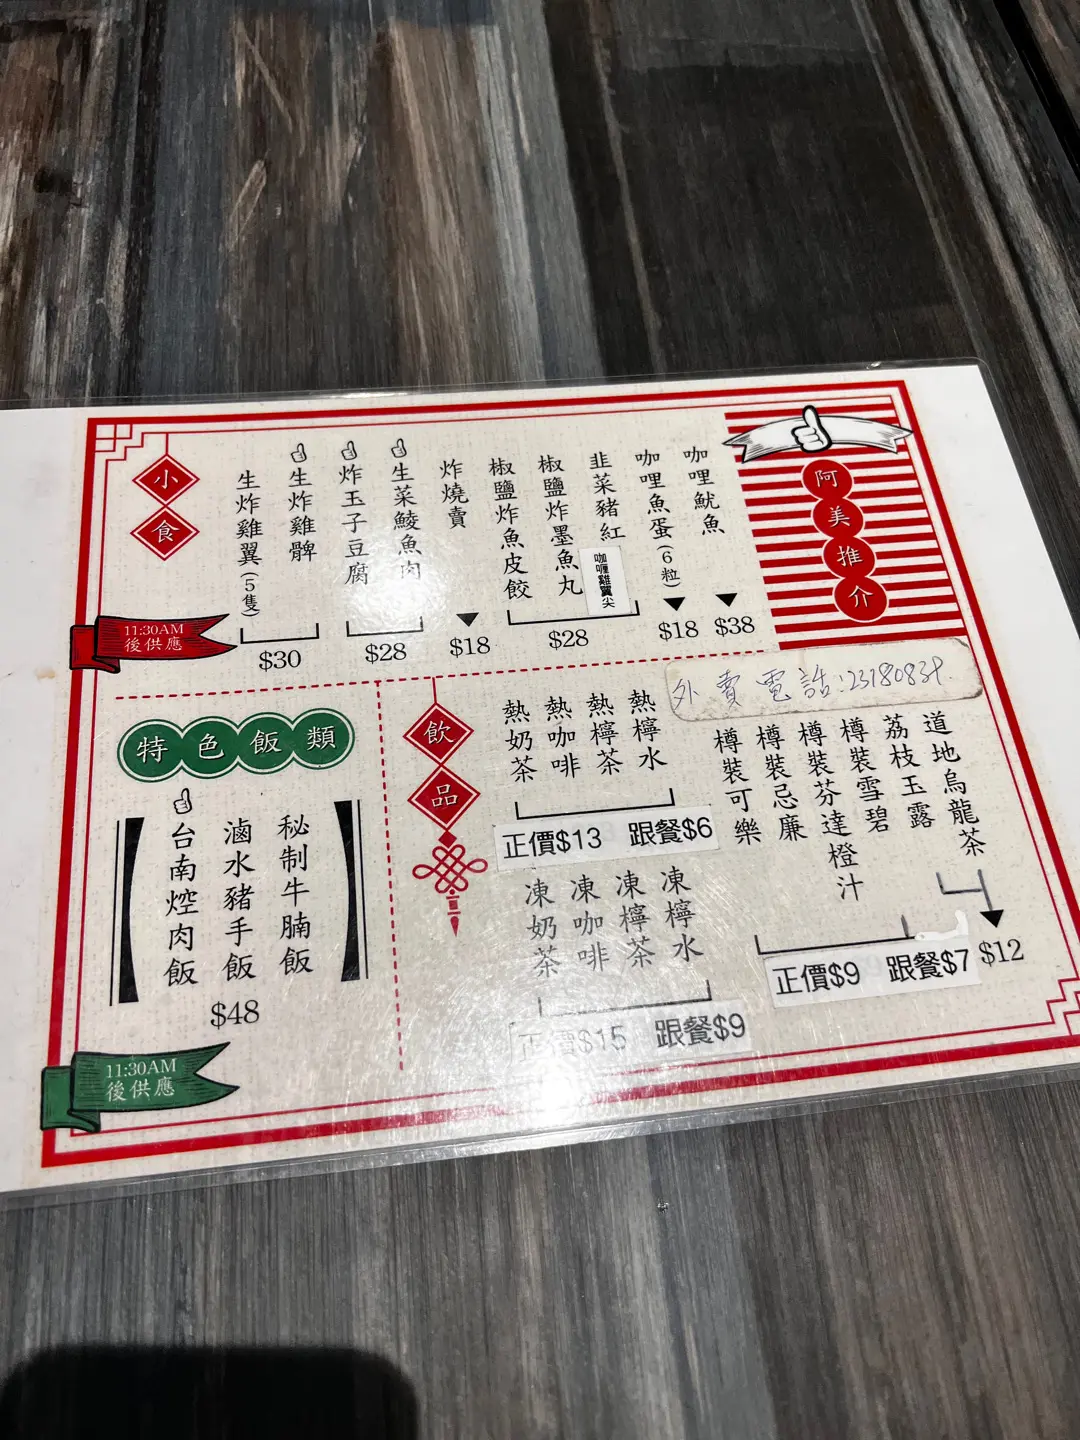 阿美推介
咖哩魷魚
$38
咖哩魚蛋(6粒)
$18
韭菜豬紅
咖喱雞翼尖
椒鹽炸墨魚丸
椒鹽炸魚皮餃
$28
炸燒賣
$18
生菜鯪魚肉
炸玉子豆腐
$28
生炸雞髀
生炸雞翼(5隻)
$30
小食
11:30AM
後供應
外賣電話:23180834
飲品
熱檸水
熱檸茶
熱咖啡
熱奶茶
正價$13 跟餐$6
凍檸水
凍檸茶
凍咖啡
凍奶茶
正價$15 跟餐$9
道地烏龍茶
荔枝玉露
$12
樽裝雪碧
樽裝芬達橙汁
樽裝忌廉
樽裝可樂
正價$9 跟餐$7
特色飯類
秘制牛腩飯
滷水豬手飯
台南焢肉飯
$48
11:30AM
後供應